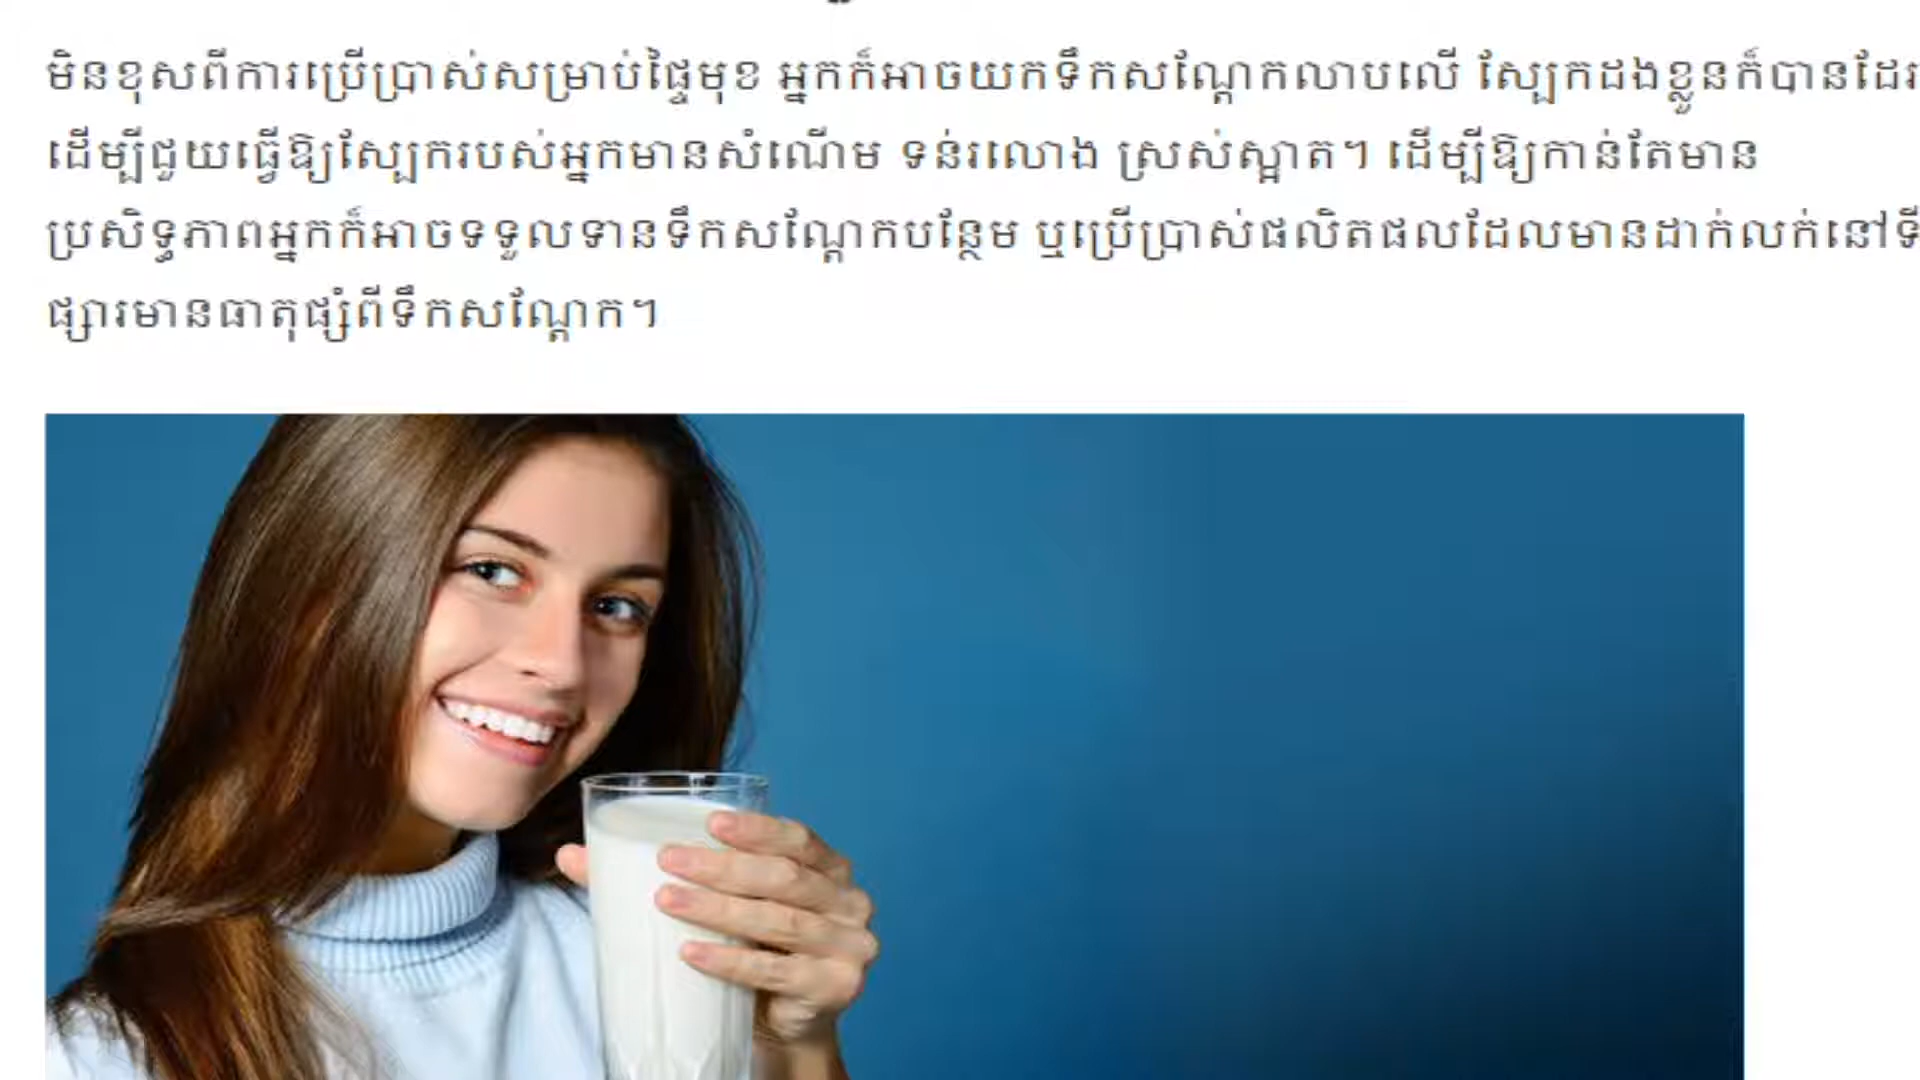 មិនខុសពីការប្រើប្រាស់សម្រាប់ផ្ទៃមុខ អ្នកក៏អាចយកទឹកសណ្ដែកលាបលើ ស្បែកដងខ្លួនក៏បានដែរ
ដើម្បីជួយធ្វើឱ្យស្បែករបស់អ្នកមានសំណើម ទន់រលោង ស្រស់ស្អាត។ ដើម្បីឱ្យកាន់តែមាន
ប្រសិទ្ធភាពអ្នកក៏អាចទទួលទានទឹកសណ្ដែកបន្ថែម ឬប្រើប្រាស់ផលិតផលដែលមានដាក់លក់នៅទី
ផ្សារមានធាតុផ្សំពីទឹកសណ្ដែក។